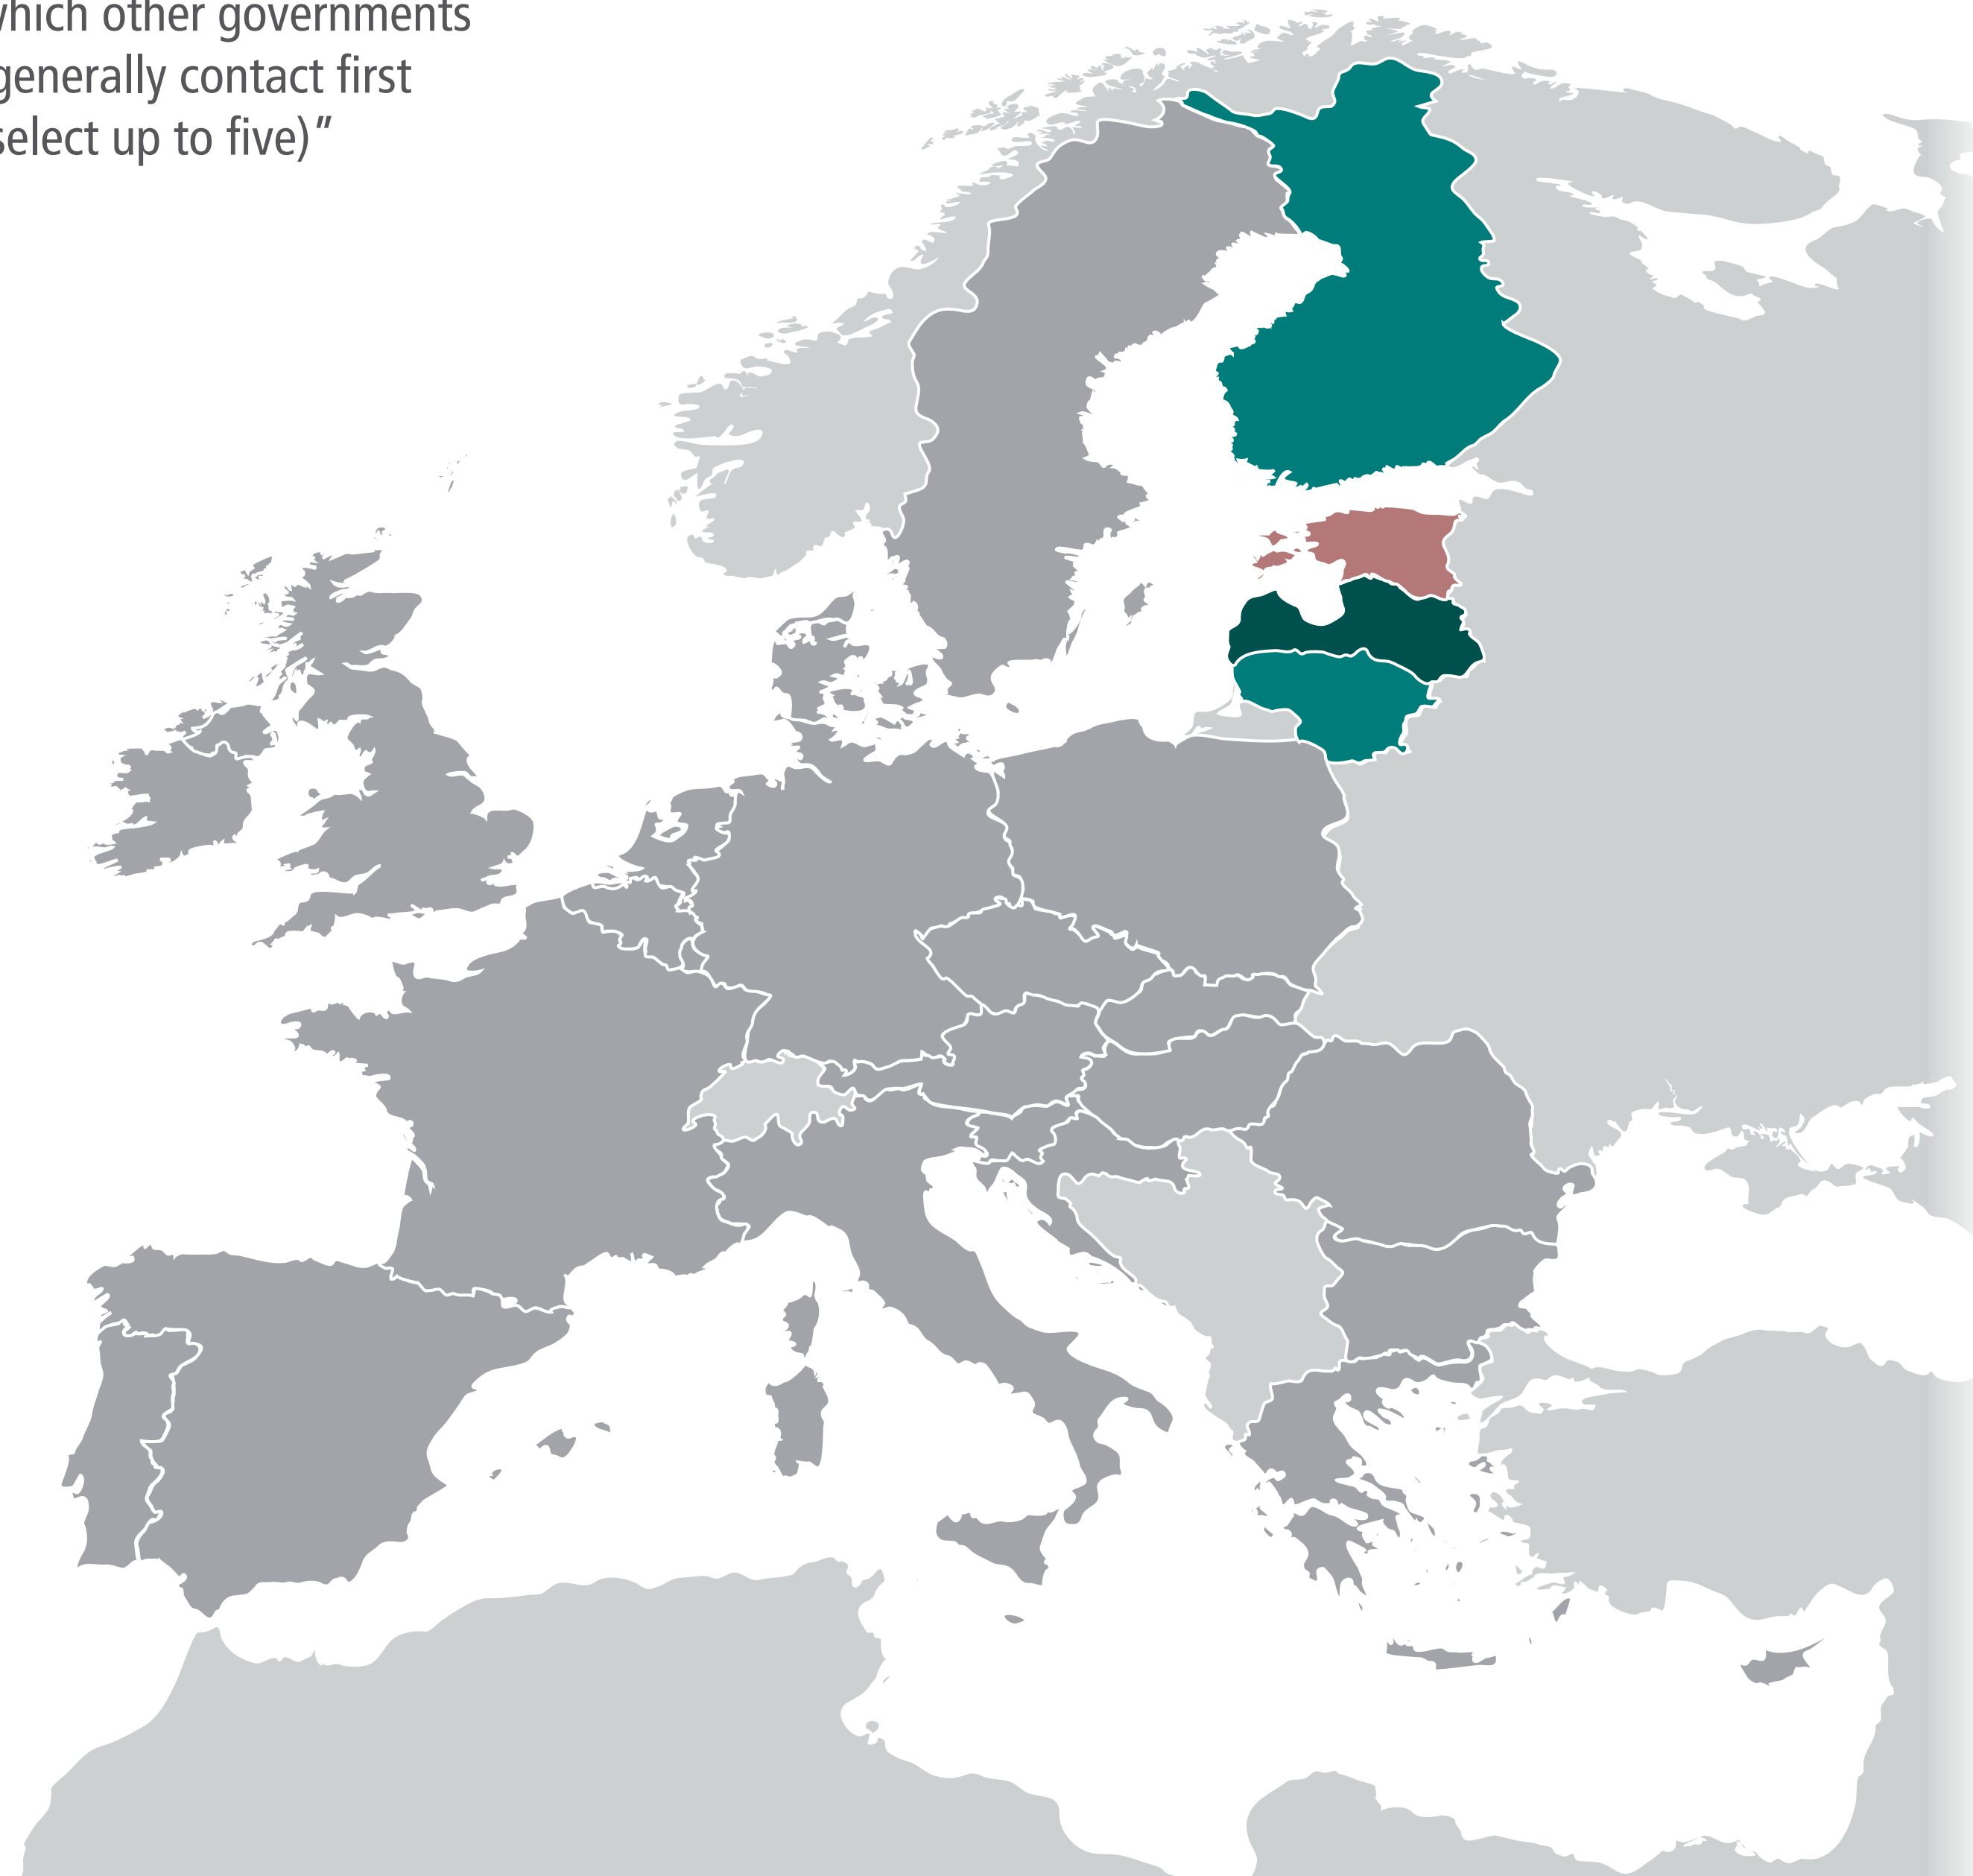 which other governments
generally contact first
select up to five)”